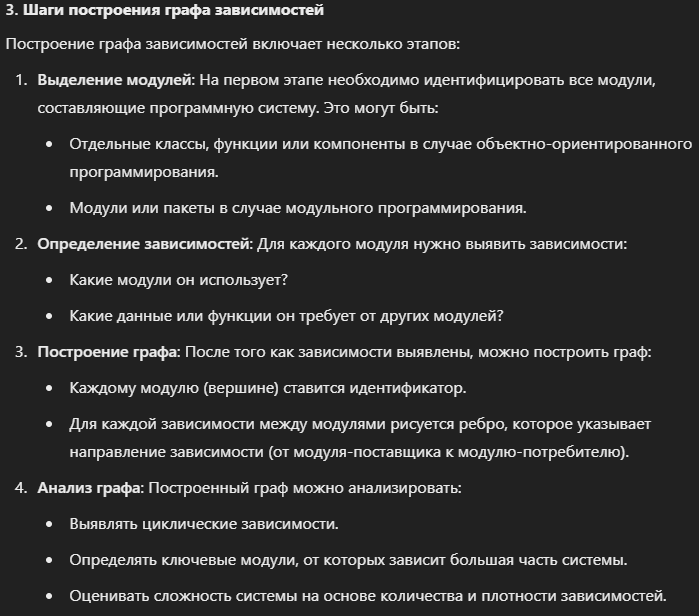 3. Шаги построения графа зависимостей
Построение графа зависимостей включает несколько этапов:
1. Выделение модулей: На первом этапе необходимо идентифицировать все модули,
составляющие программную систему. Это могут быть:
• Отдельные классы, функции или компоненты в случае объектно-ориентированного
программирования.
• Модули или пакеты в случае модульного программирования.
2. Определение зависимостей: Для каждого модуля нужно выявить зависимости:
• Какие модули он использует?
• Какие данные или функции он требует от других модулей?
3. Построение графа: После того как зависимости выявлены, можно построить граф:
• Каждому модулю (вершине) ставится идентификатор.
• Для каждой зависимости между модулями рисуется ребро, которое указывает
направление зависимости (от модуля-поставщика к модулю-потребителю).
4. Анализ графа: Построенный граф можно анализировать:
• Выявлять циклические зависимости.
• Определять ключевые модули, от которых зависит большая часть системы.
• Оценивать сложность системы на основе количества и плотности зависимостей.